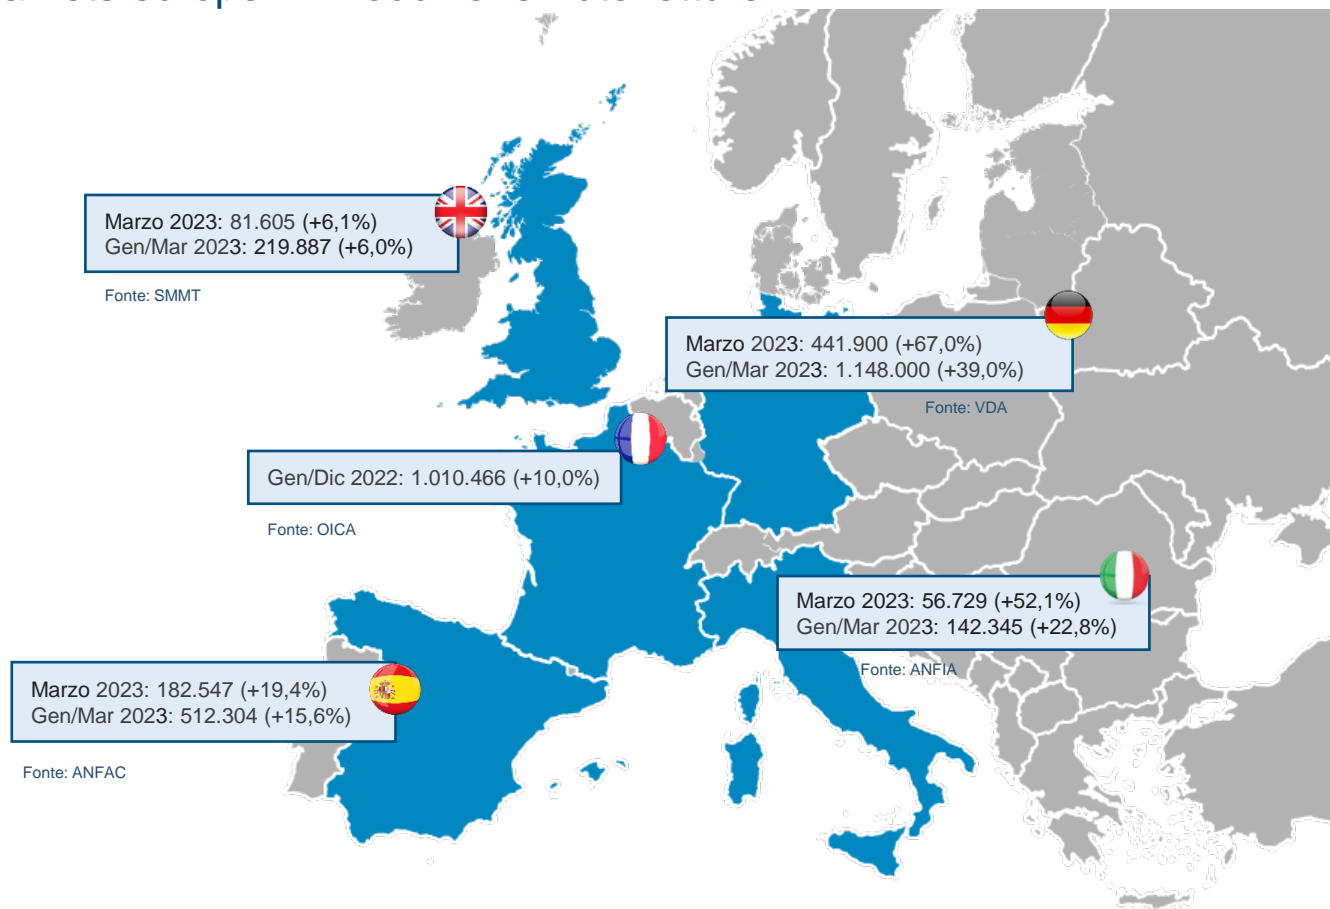 Marzo 2023: 81.605 (+6,1%)
Gen/Mar 2023: 219.887 (+6,0%)
Fonte: SMMT
Marzo 2023: 441.900 (+67,0%)
Gen/Mar 2023: 1.148.000 (+39,0%)
Fonte: VDA
Gen/Dic 2022: 1.010.466 (+10,0%)
Fonte: OICA
Marzo 2023: 56.729 (+52,1%)
Gen/Mar 2023: 142.345 (+22,8%)
Fonte: ANFIA
Marzo 2023: 182.547 (+19,4%)
Gen/Mar 2023: 512.304 (+15,6%)
Fonte: ANFAC